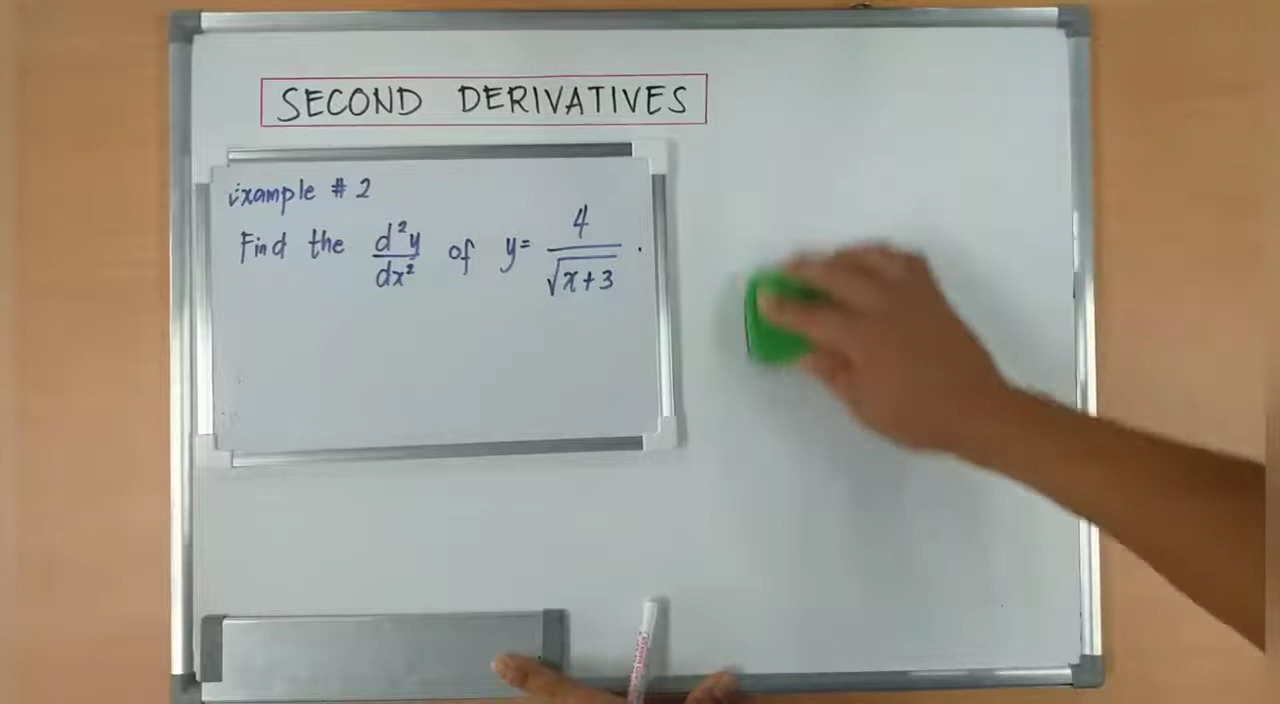 SECOND DERIVATIVES
Example # 2
Find the d²y/dx² of y= 4/√(x+3) .